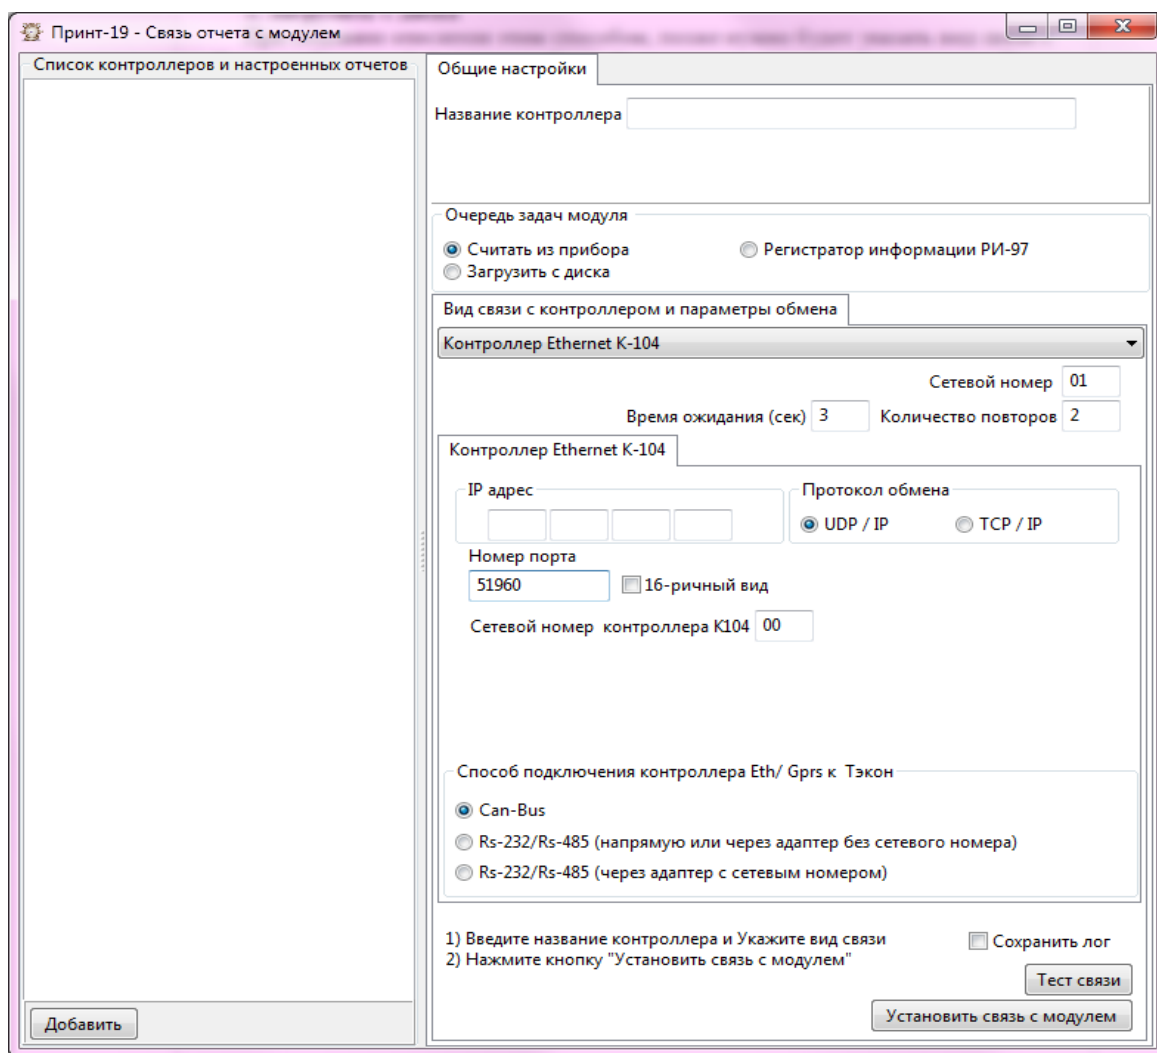 Принт-19 - Связь отчета с модулем
Список контроллеров и настроенных отчетов
Общие настройки
Название контроллера
Очередь задач модуля
Считать из прибора
Регистратор информации РИ-97
Загрузить с диска
Вид связи с контроллером и параметры обмена
Контроллер Ethernet К-104
Сетевой номер 01
Время ожидания (сек) 3 Количество повторов 2
Контроллер Ethernet К-104
IP адрес
Протокол обмена
UDP / IP TCP / IP
Номер порта
51960 16-ричный вид
Сетевой номер контроллера К104 00
Способ подключения контроллера Eth/ Gprs к Тэкон
Can-Bus
Rs-232/Rs-485 (напрямую или через адаптер без сетевого номера)
Rs-232/Rs-485 (через адаптер с сетевым номером)
1) Введите название контроллера и Укажите вид связи
2) Нажмите кнопку "Установить связь с модулем"
Сохранить лог
Тест связи
Установить связь с модулем
Добавить